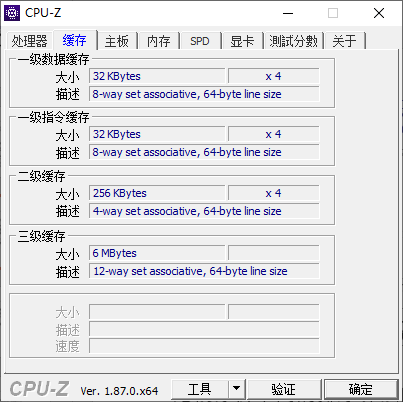 CPU-Z
处理器 缓存 主板 内存 SPD 显卡 測試分數 关于
一级数据缓存
大小 32 KBytes x 4
描述 8-way set associative, 64-byte line size
一级指令缓存
大小 32 KBytes x 4
描述 8-way set associative, 64-byte line size
二级缓存
大小 256 KBytes x 4
描述 4-way set associative, 64-byte line size
三级缓存
大小 6 MBytes
描述 12-way set associative, 64-byte line size
大小
描述
速度
CPU-Z Ver. 1.87.0.x64 工具 验证 确定